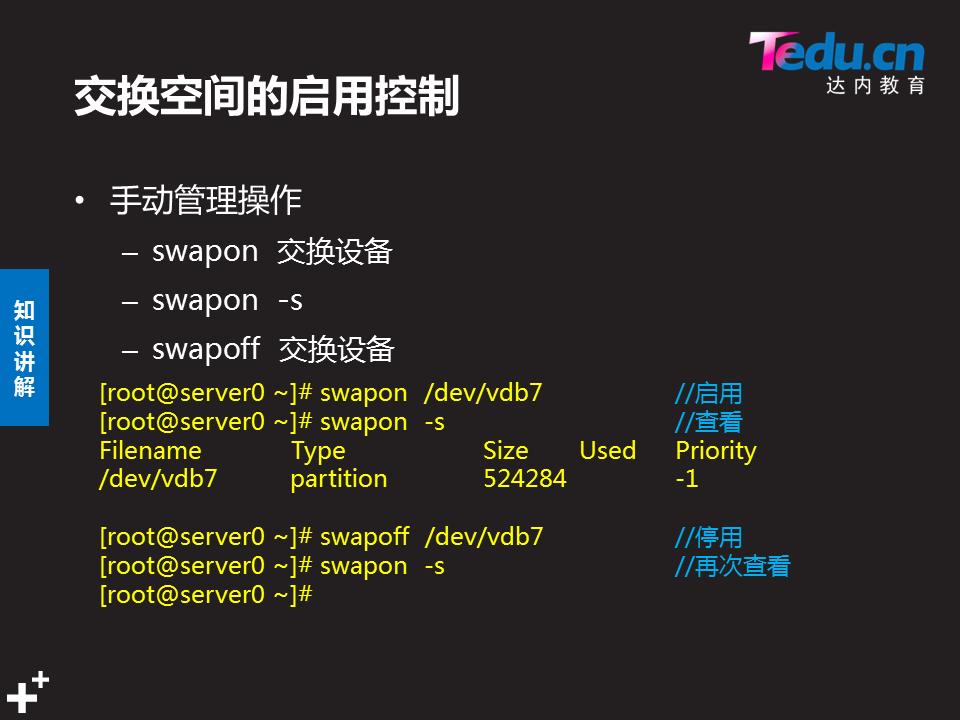 Tedu.cn
达内教育
交换空间的启用控制
• 手动管理操作
– swapon 交换设备
– swapon -s
– swapoff 交换设备
知识讲解
[root@server0 ~]# swapon /dev/vdb7 //启用
[root@server0 ~]# swapon -s //查看
Filename Type Size Used Priority
/dev/vdb7 partition 524284 -1
[root@server0 ~]# swapoff /dev/vdb7 //停用
[root@server0 ~]# swapon -s //再次查看
[root@server0 ~]#